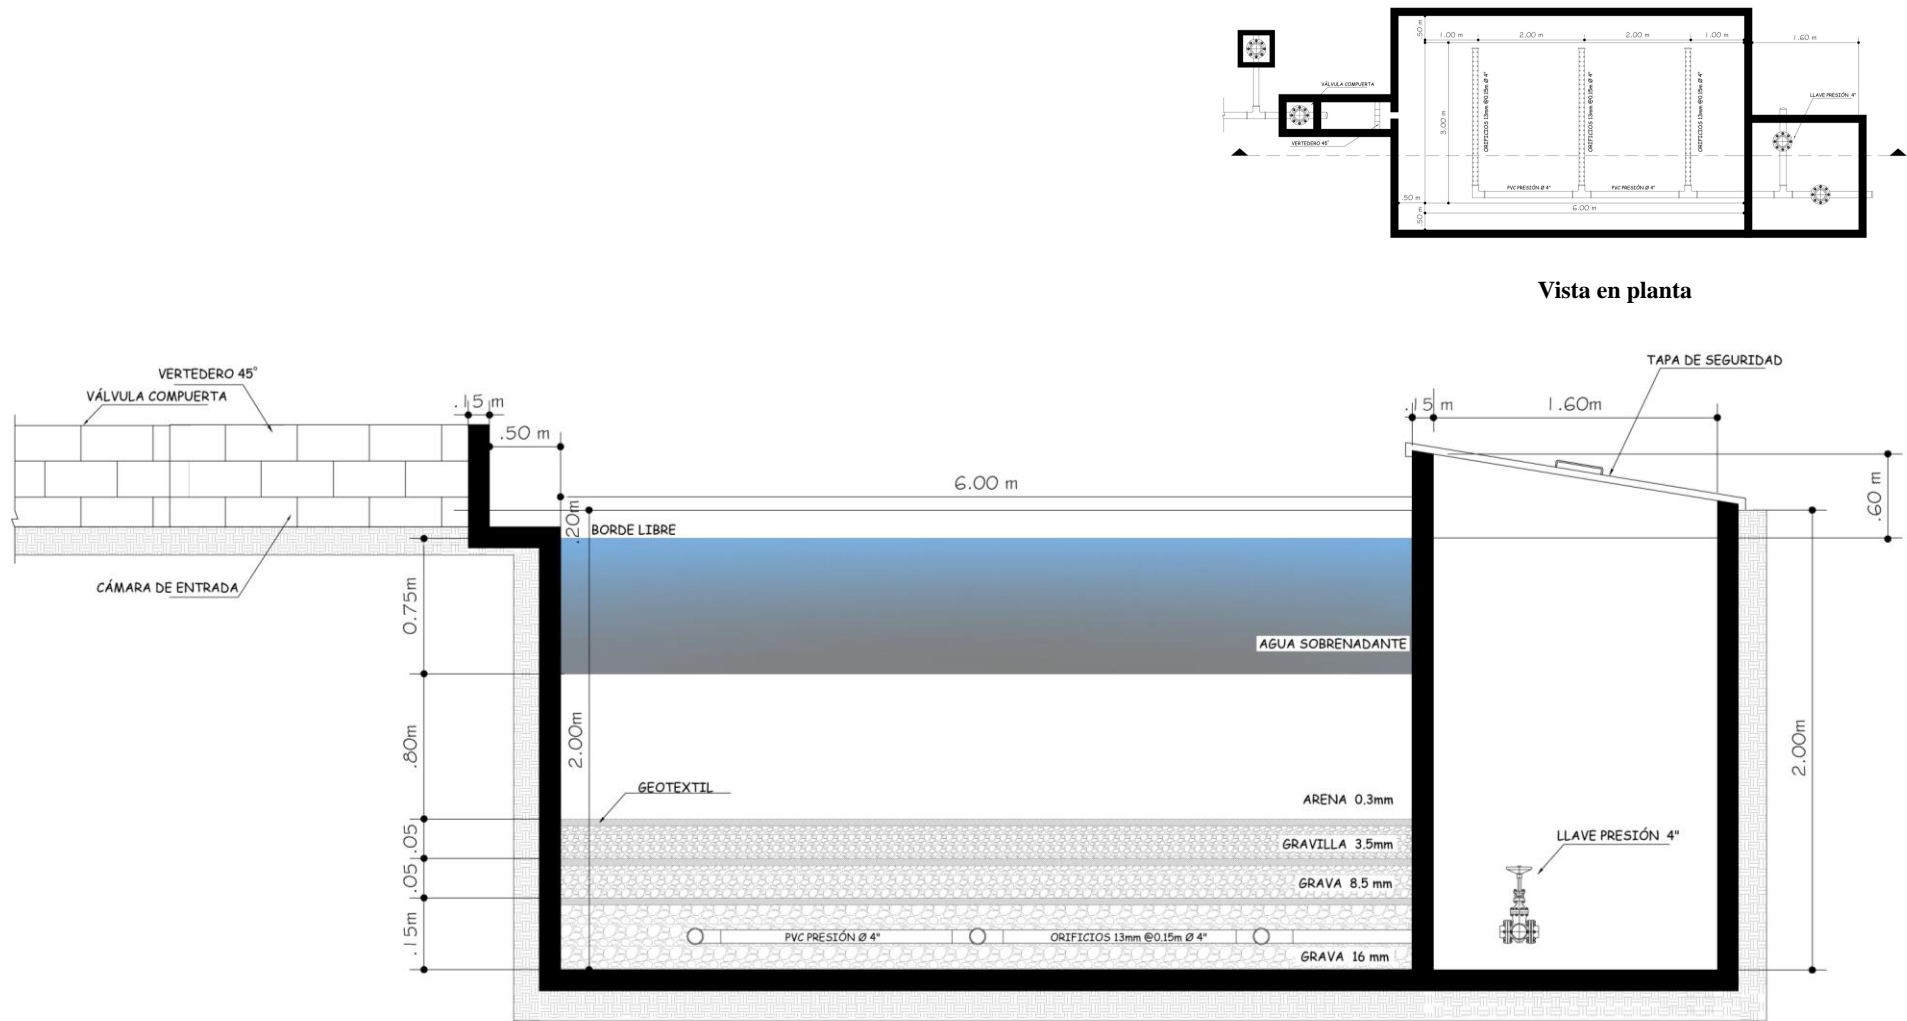 .50 m
1.00 m
2.00 m
2.00 m
1.00 m
1.60 m
VÁLVULA COMPUERTA
LLAVE PRESIÓN 4"
ORIFICIOS 13mm @0.15m Ø 4"
ORIFICIOS 13mm @0.15m Ø 4"
ORIFICIOS 13mm @0.15m Ø 4"
3.00 m
VERTEDERO 45°
PVC PRESIÓN Ø 4"
PVC PRESIÓN Ø 4"
.50 m
6.00 m
.50 m
Vista en planta
TAPA DE SEGURIDAD
VERTEDERO 45°
VÁLVULA COMPUERTA
.15 m
.15 m
1.60m
.50 m
6.00 m
.60 m
.20m
BORDE LIBRE
CÁMARA DE ENTRADA
0.75m
AGUA SOBRENADANTE
.80m
2.00m
2.00m
GEOTEXTIL
ARENA 0.3mm
.05
GRAVILLA 3.5mm
LLAVE PRESIÓN 4"
.05
GRAVA 8.5 mm
.15m
PVC PRESIÓN Ø 4"
ORIFICIOS 13mm @0.15m Ø 4"
GRAVA 16 mm